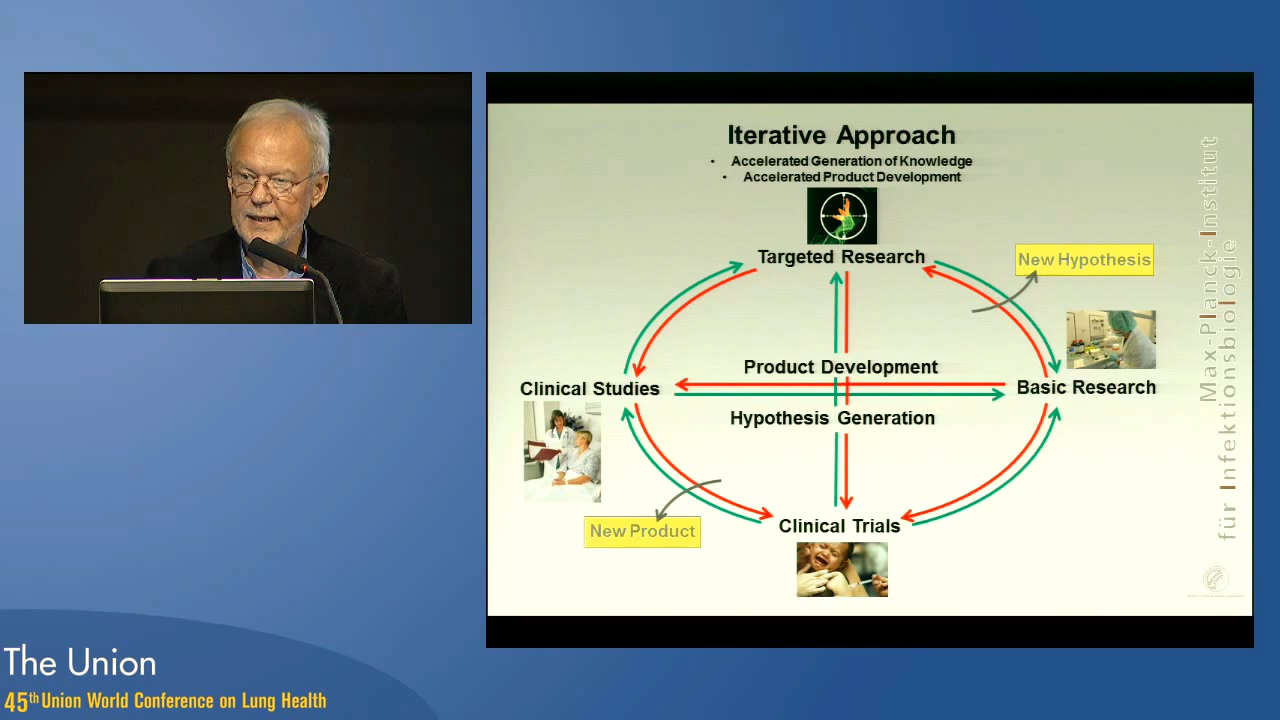 Iterative Approach
• Accelerated Generation of Knowledge
• Accelerated Product Development
Targeted Research
New Hypothesis
Product Development
Clinical Studies
Basic Research
Hypothesis Generation
New Product
Clinical Trials
Max-Planck-Institut
für Infektionsbiologie
The Union
45th Union World Conference on Lung Health